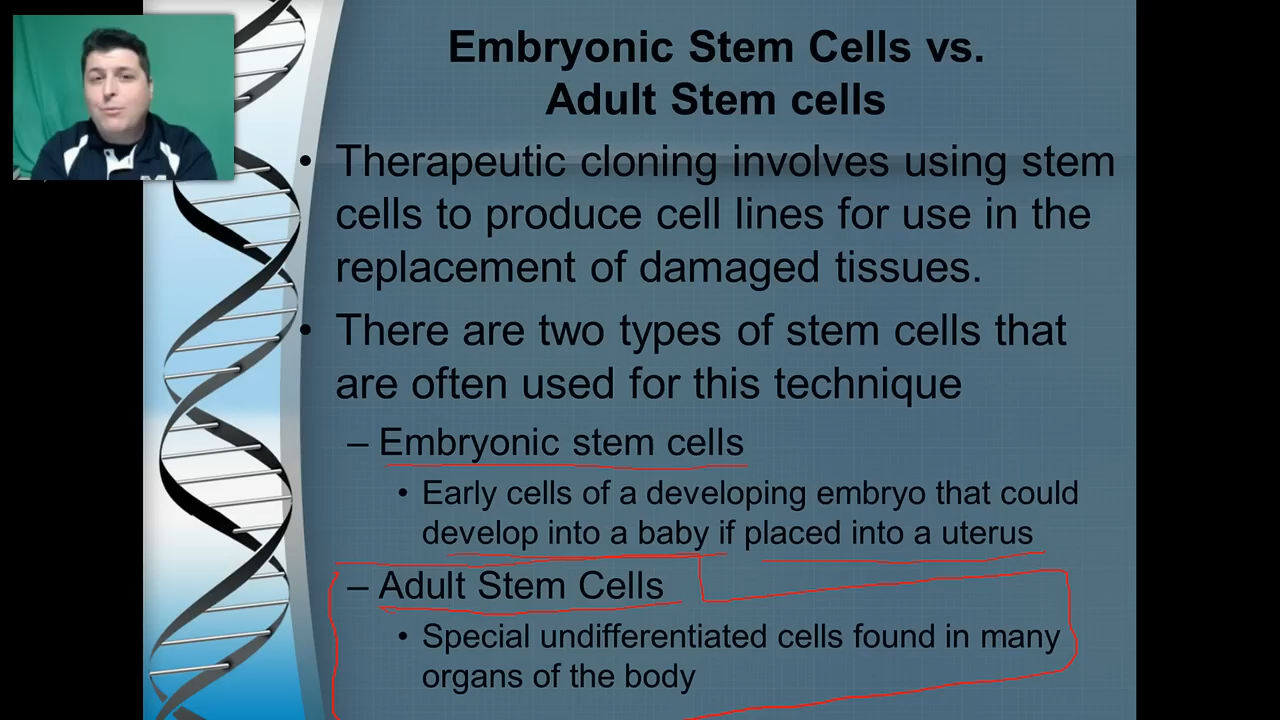 Embryonic Stem Cells vs.
Adult Stem cells
• Therapeutic cloning involves using stem
cells to produce cell lines for use in the
replacement of damaged tissues.
• There are two types of stem cells that
are often used for this technique
– Embryonic stem cells
• Early cells of a developing embryo that could
develop into a baby if placed into a uterus
– Adult Stem Cells
• Special undifferentiated cells found in many
organs of the body